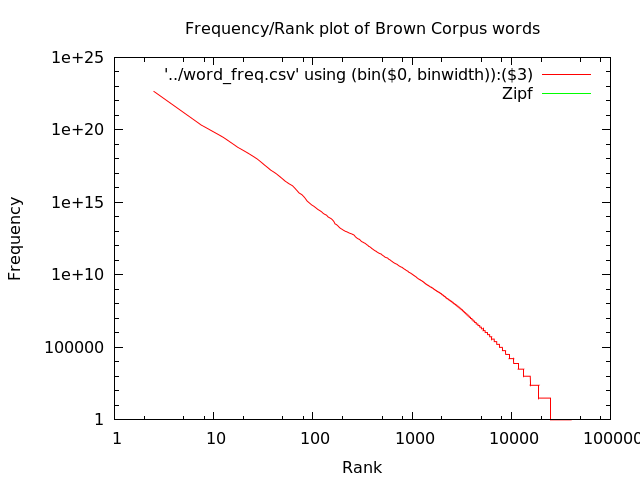 Frequency/Rank plot of Brown Corpus words
1e+25
'../word_freq.csv' using (bin($0, binwidth)):($3)
Zipf
1e+20
1e+15
1e+10
100000
1
Frequency
1 10 100 1000 10000 100000
Rank